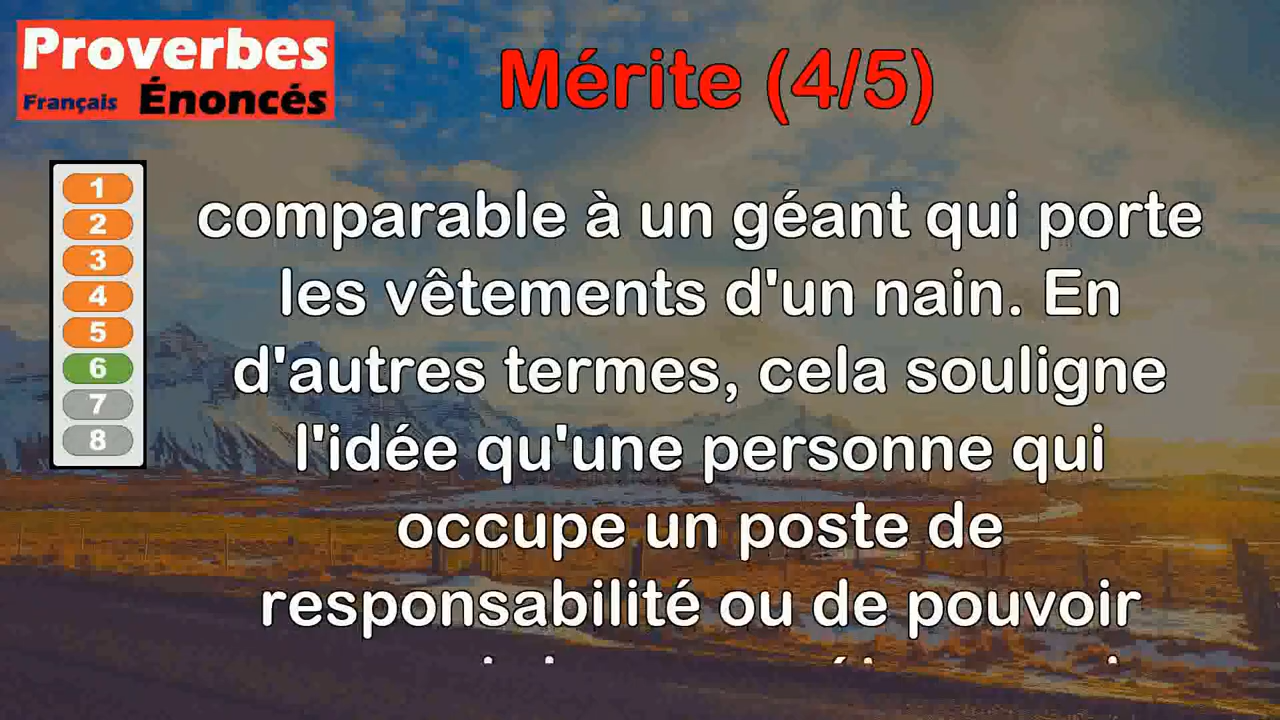 Proverbes
Français Énoncés
Mérite (4/5)
1
2
3
4
5
6
7
8
comparable à un géant qui porte
les vêtements d'un nain. En
d'autres termes, cela souligne
l'idée qu'une personne qui
occupe un poste de
responsabilité ou de pouvoir